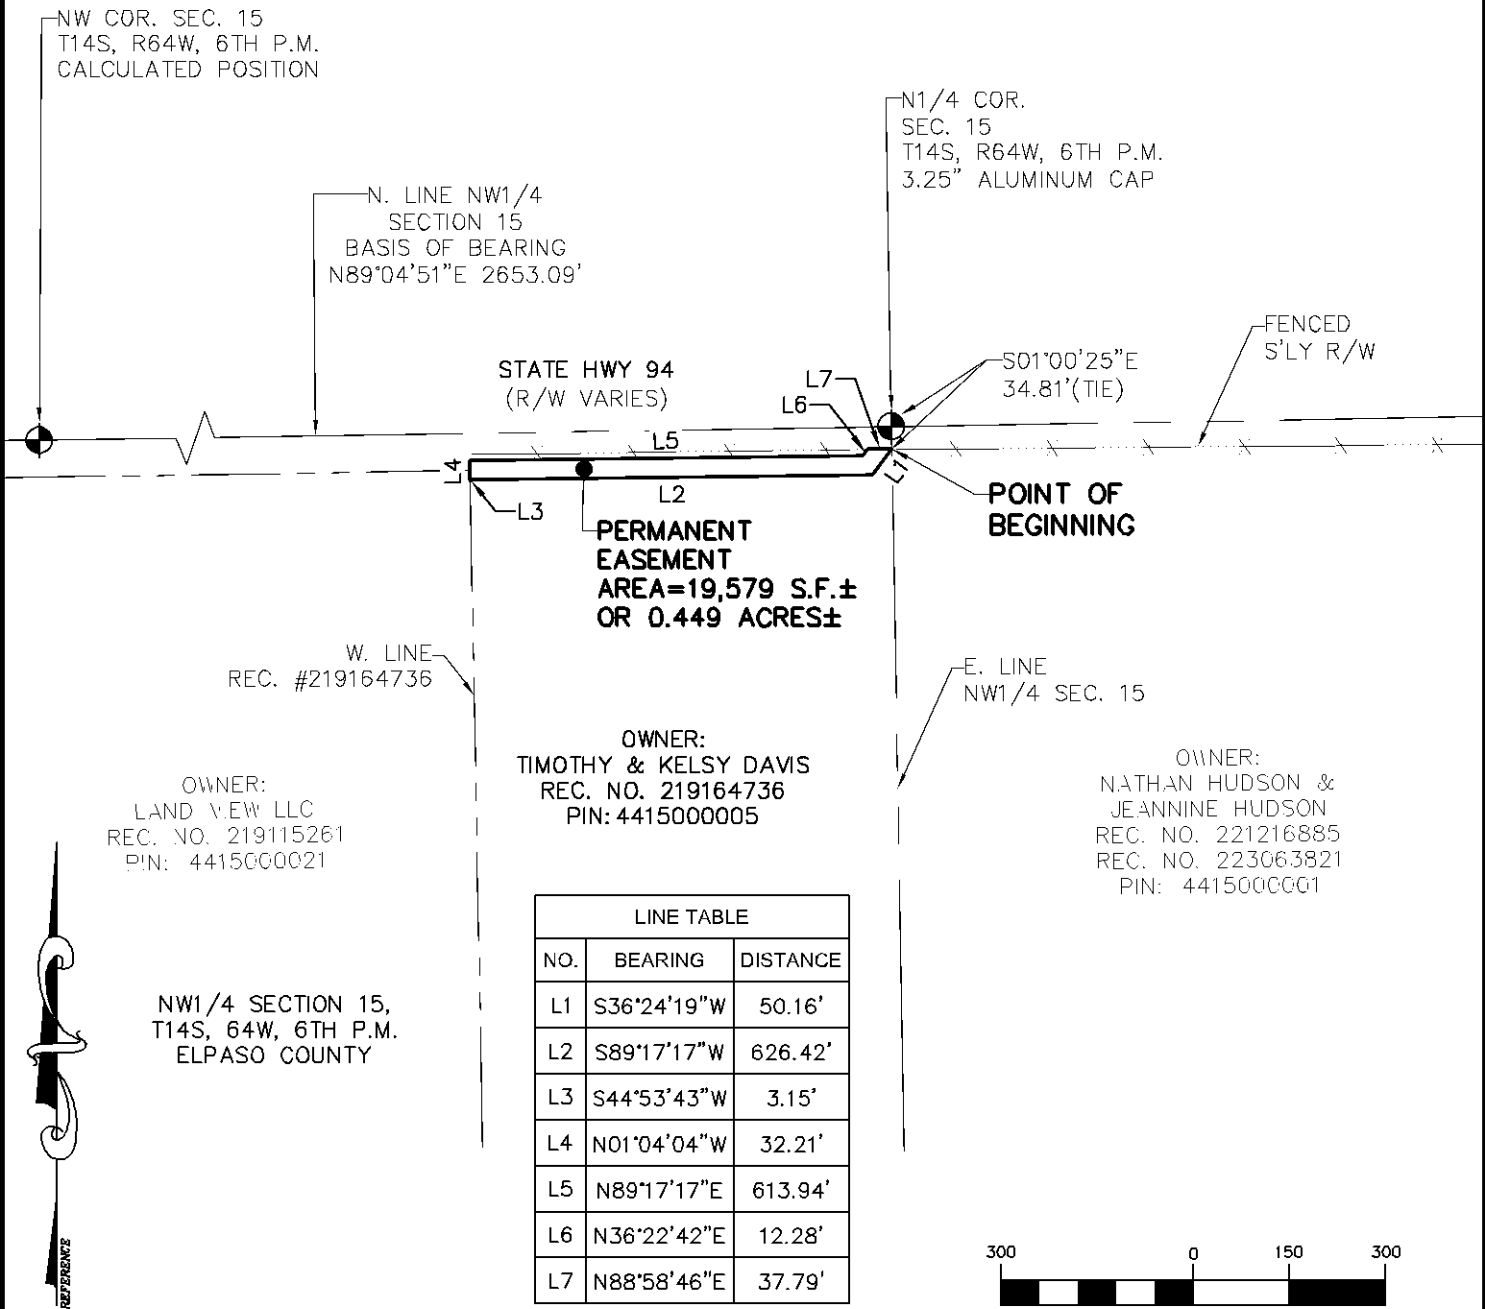 NW COR. SEC. 15
T14S, R64W, 6TH P.M.
CALCULATED POSITION
N1/4 COR.
SEC. 15
T14S, R64W, 6TH P.M.
3.25" ALUMINUM CAP
N. LINE NW1/4
SECTION 15
BASIS OF BEARING
N89°04'51"E 2653.09'
FENCED
S'LY R/W
STATE HWY 94
(R/W VARIES)
S01°00'25"E
34.81'(TIE)
L7
L6
L5
L4
L1
L2
L3
POINT OF
BEGINNING
PERMANENT
EASEMENT
AREA=19,579 S.F.±
OR 0.449 ACRES±
W. LINE
REC. #219164736
E. LINE
NW1/4 SEC. 15
OWNER:
TIMOTHY & KELSY DAVIS
REC. NO. 219164736
PIN: 4415000005
OWNER:
LAND VIEW LLC
REC. NO. 219115261
PIN: 4415000021
OWNER:
NATHAN HUDSON &
JEANNINE HUDSON
REC. NO. 221216885
REC. NO. 223063821
PIN: 4415000001
NW1/4 SECTION 15,
T14S, 64W, 6TH P.M.
ELPASO COUNTY
LINE TABLE
NO. BEARING DISTANCE
L1 S36°24'19"W 50.16'
L2 S89°17'17"W 626.42'
L3 S44°53'43"W 3.15'
L4 N01°04'04"W 32.21'
L5 N89°17'17"E 613.94'
L6 N36°22'42"E 12.28'
L7 N88°58'46"E 37.79'
REFERENCE
300 0 150 300